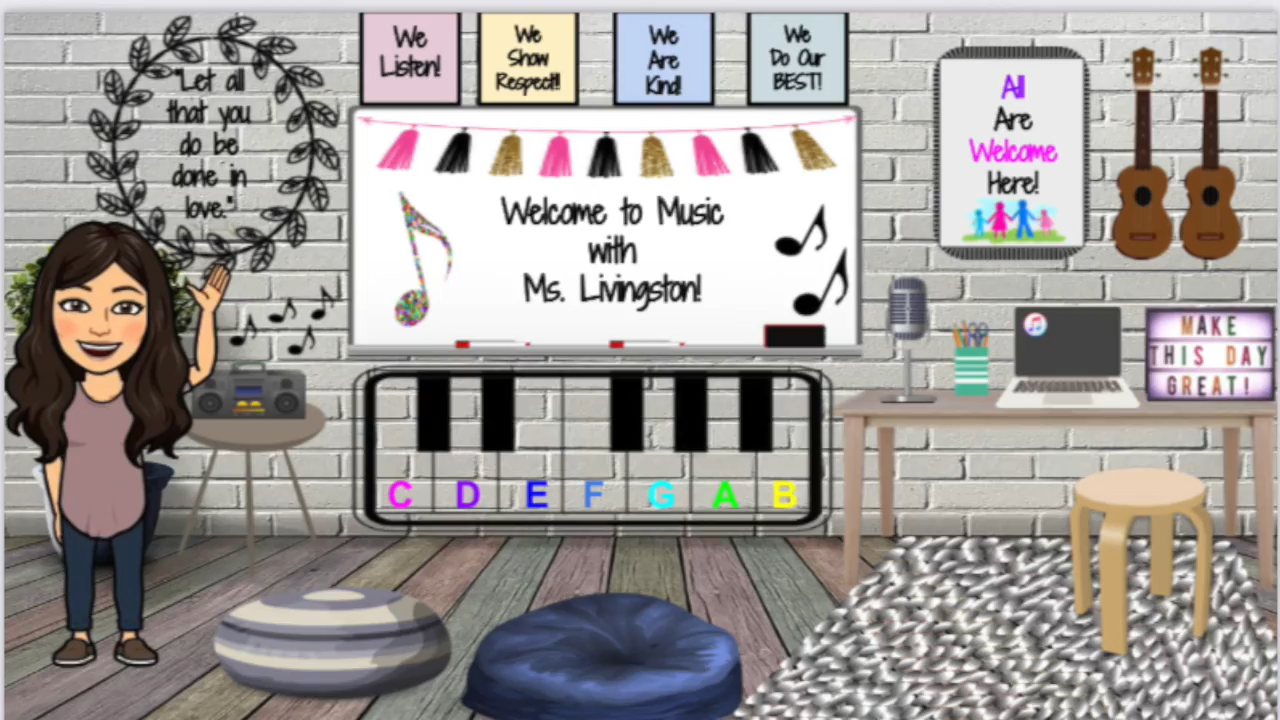 "Let all
that you
do be
done in
love."
We
Listen!
We
Show
Respect!!
We
Are
Kind!
We
Do Our
BEST!
Welcome to Music
with
Ms. Livingston!
All
Are
Welcome
Here!
MAKE
THIS DAY
GREAT!
C D E F G A B